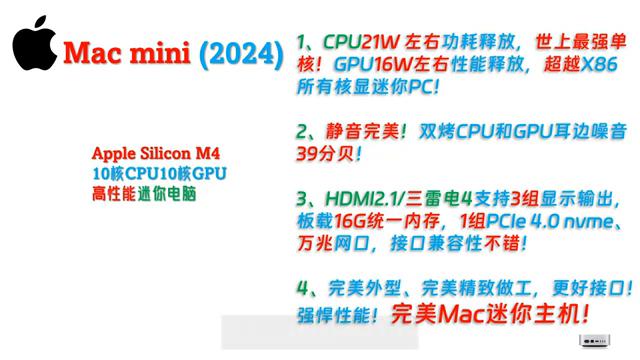 Mac mini (2024)
Apple Silicon M4
10核CPU10核GPU
高性能迷你电脑
1、CPU21W 左右功耗释放，世上最强单
核！GPU16W左右性能释放，超越X86
所有核显迷你PC！
2、静音完美！双烤CPU和GPU耳边噪音
39分贝！
3、HDMI2.1/三雷电4支持3组显示输出，
板载16G统一内存，1组PCIe 4.0 nvme、
万兆网口，接口兼容性不错！
4、完美外型、完美精致做工，更好接口！
强悍性能！完美Mac迷你主机！